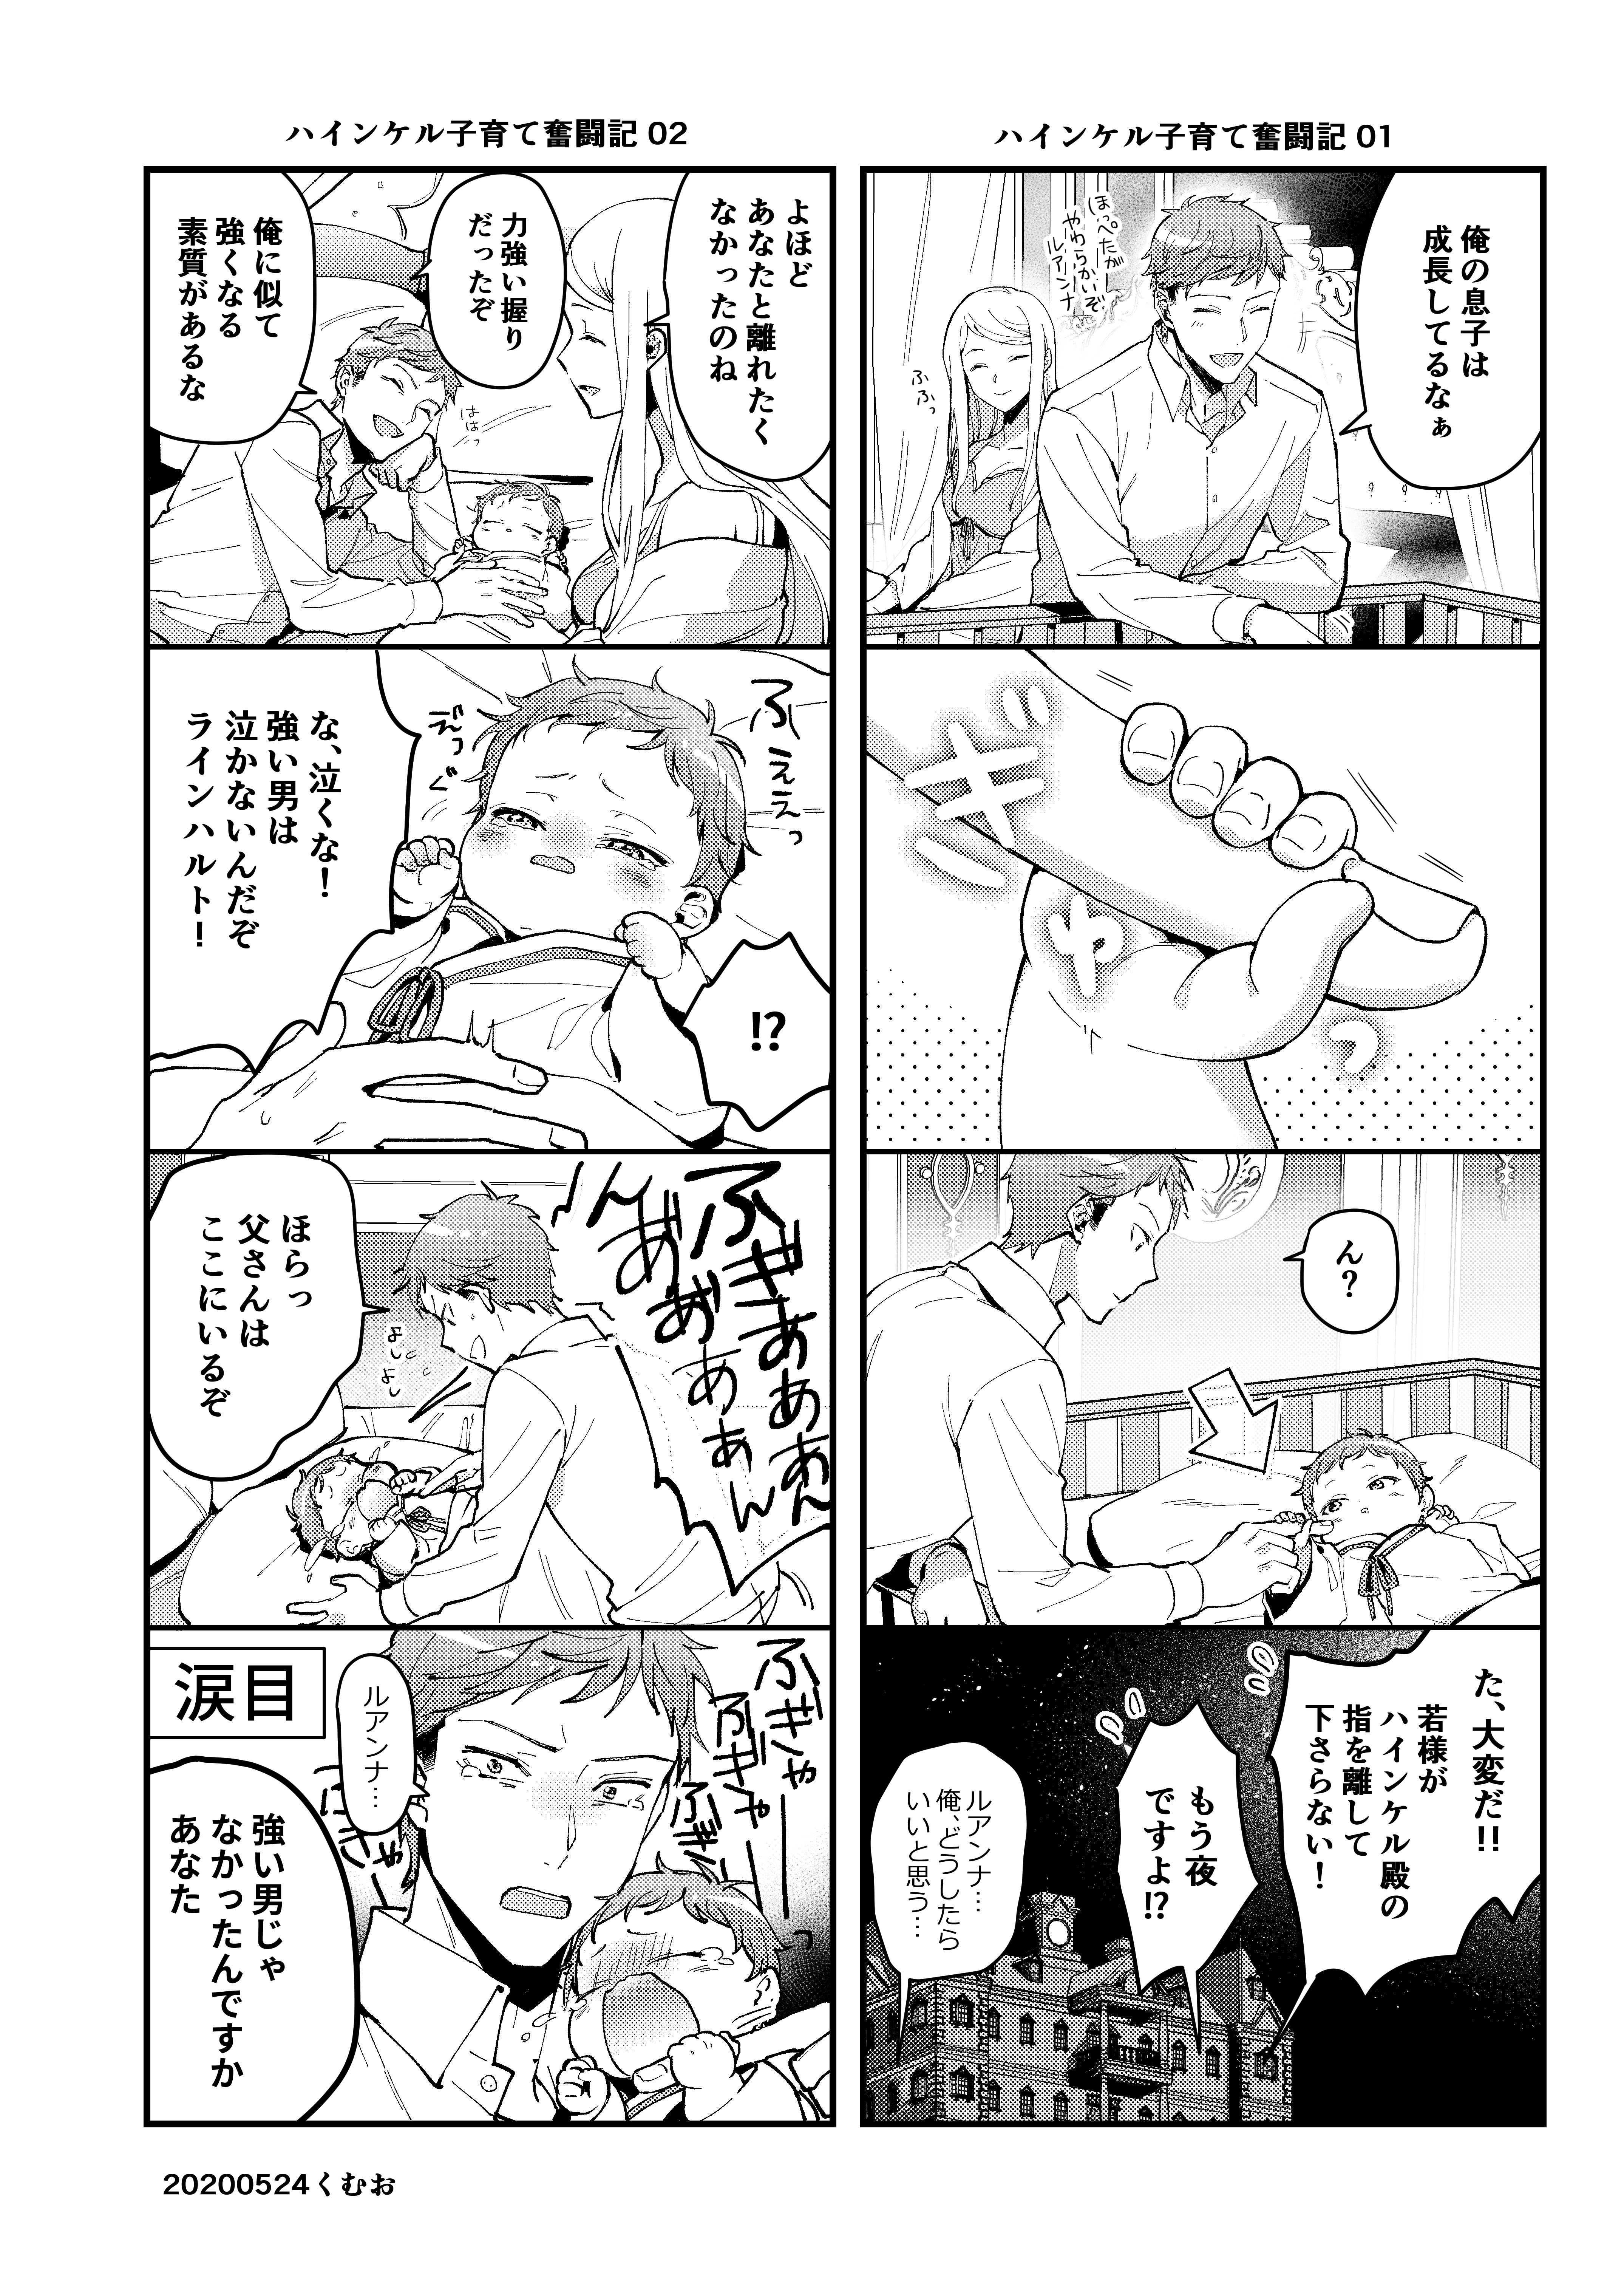 ハインケル子育て奮闘記 01
俺の息子は
成長してるなぁ
ほっぺたが
やわらかいぞ
ルアンナ
ふふっ
ギ
ゅ
っ
ん?
た、大変だ!!
若様が
ハインケル殿の
指を離して
下さらない!
もう夜
ですよ!?
ルアンナ…
俺、どうしたら
いいと思う…
ハインケル子育て奮闘記 02
よほど
あなたと離れたく
なかったのね
力強い握り
だったぞ
俺に似て
強くなる
素質があるな
ははっ
ふええっ
えっぐ
!?
な、泣くな!
強い男は
泣かないんだぞ
ラインハルト!
ふぎああああん
ああああぁん
ん
ほらっ
父さんは
ここにいるぞ
よしよし
よし
ふぎゃーーっ
ふぎゃー
ふぎ
涙目
ルアンナ…
強い男じゃ
なかったんですか
あなた
20200524くむお